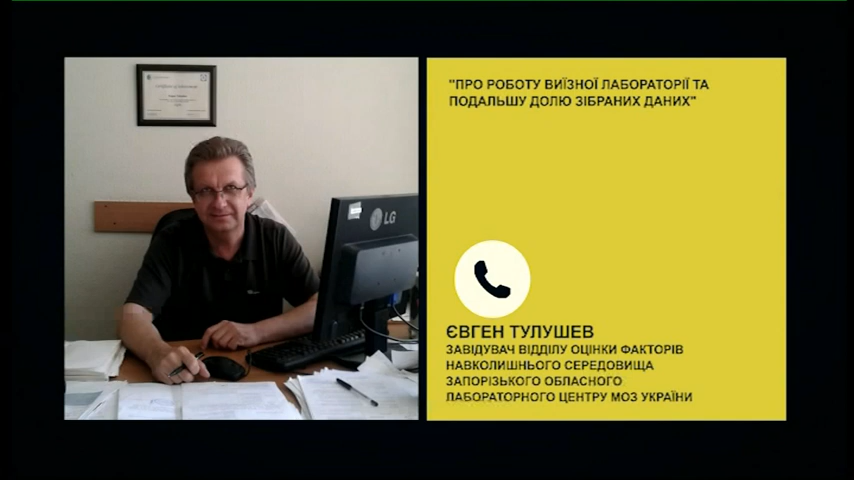 "ПРО РОБОТУ ВИЇЗНОЇ ЛАБОРАТОРІЇ ТА
ПОДАЛЬШУ ДОЛЮ ЗІБРАНИХ ДАНИХ"
LG
ЄВГЕН ТУЛУШЕВ
ЗАВІДУВАЧ ВІДДІЛУ ОЦІНКИ ФАКТОРІВ
НАВКОЛИШНЬОГО СЕРЕДОВИЩА
ЗАПОРІЗЬКОГО ОБЛАСНОГО
ЛАБОРАТОРНОГО ЦЕНТРУ МОЗ УКРАЇНИ